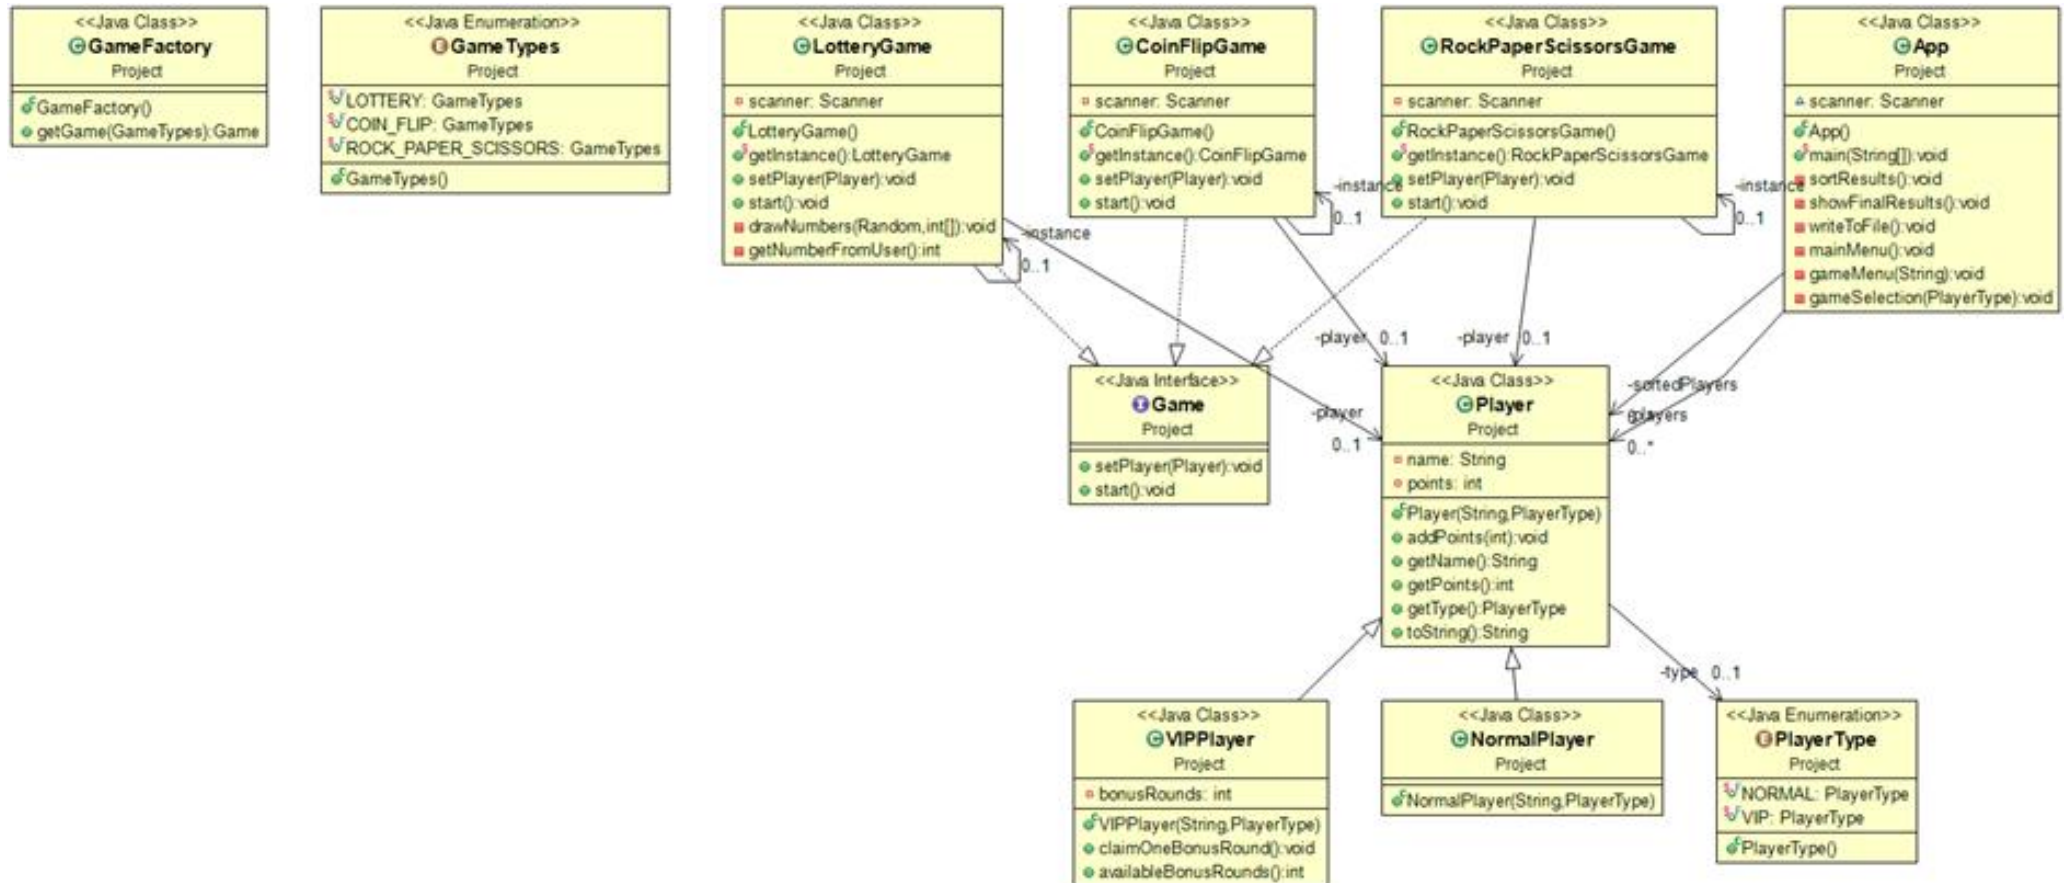 <<Java Class>>
GameFactory
Project
GameFactory()
getGame(GameTypes):Game
<<Java Enumeration>>
GameTypes
Project
LOTTERY: GameTypes
COIN_FLIP: GameTypes
ROCK_PAPER_SCISSORS: GameTypes
GameTypes()
<<Java Class>>
LotteryGame
Project
scanner: Scanner
LotteryGame()
getInstance():LotteryGame
setPlayer(Player):void
start():void
drawNumbers(Random,int[]):void
getNumberFromUser():int
-instance
0..1
<<Java Class>>
CoinFlipGame
Project
scanner: Scanner
CoinFlipGame()
getInstance():CoinFlipGame
setPlayer(Player):void
start():void
-instance
0..1
<<Java Class>>
RockPaperScissorsGame
Project
scanner: Scanner
RockPaperScissorsGame()
getInstance():RockPaperScissorsGame
setPlayer(Player):void
start():void
-instance
0..1
<<Java Class>>
App
Project
scanner: Scanner
App()
main(String[]):void
sortResults():void
showFinalResults():void
writeToFile():void
mainMenu():void
gameMenu(String):void
gameSelection(PlayerType):void
-player 0..1
-player 0..1
-player
0..1
-sortedPlayers
-players
0..*
<<Java Interface>>
Game
Project
setPlayer(Player):void
start():void
<<Java Class>>
Player
Project
name: String
points: int
Player(String,PlayerType)
addPoints(int):void
getName():String
getPoints():int
getType():PlayerType
toString():String
-type 0..1
<<Java Class>>
VIPPlayer
Project
bonusRounds: int
VIPPlayer(String,PlayerType)
claimOneBonusRound():void
availableBonusRounds():int
<<Java Class>>
NormalPlayer
Project
NormalPlayer(String,PlayerType)
<<Java Enumeration>>
PlayerType
Project
NORMAL: PlayerType
VIP: PlayerType
PlayerType()